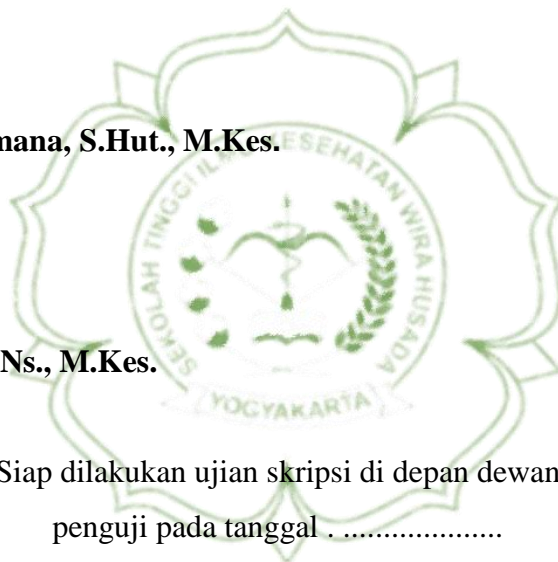 mana, S.Hut., M.Kes.
SEKOLAH TINGGI ILMU KESEHATAN WIRA HUSADA
Ns., M.Kes.
YOGYAKARTA
Siap dilakukan ujian skripsi di depan dewan
penguji pada tanggal . ....................